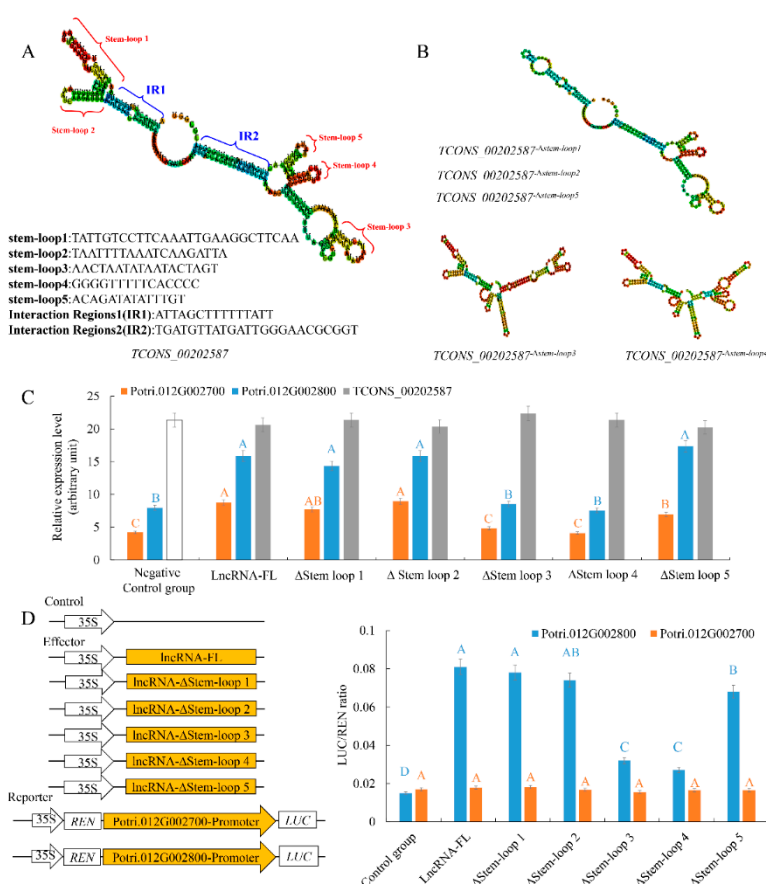 A
Stem-loop 1
IR1
Stem-loop 2
IR2
Stem-loop 5
Stem-loop 4
Stem-loop 3
stem-loop1:TATTGTCCTTCAAATTGAAGGCTTCAA
stem-loop2:TAATTTTAAATCAAGATTA
stem-loop3:AACTAATATAATACTAGT
stem-loop4:GGGGTTTTTCACCCC
stem-loop5:ACAGATATATTTGT
Interaction Regions1(IR1):ATTAGCTTTTTTATT
Interaction Regions2(IR2):TGATGTTATGATTGGGAACGCGGT
TCONS_00202587
B
TCONS_00202587-Δstem-loop1
TCONS_00202587-Δstem-loop2
TCONS_00202587-Δstem-loop5
TCONS_00202587-Δstem-loop3
TCONS_00202587-Δstem-loop4
C
Potri.012G002700 Potri.012G002800 TCONS_00202587
Relative expression level
(arbitrary unit)
25
20
15
10
5
0
C B A A AB A A A C B C B B A
Negative Control group
LncRNA-FL
ΔStem loop 1
Δ Stem loop 2
ΔStem loop 3
ΔStem loop 4
ΔStem loop 5
D
Control
35S
Effector
35S lncRNA-FL
35S lncRNA-ΔStem-loop 1
35S lncRNA-ΔStem-loop 2
35S lncRNA-ΔStem-loop 3
35S lncRNA-ΔStem-loop 4
35S lncRNA-ΔStem-loop 5
Reporter
35S REN Potri.012G002700-Promoter LUC
35S REN Potri.012G002800-Promoter LUC
Potri.012G002800 Potri.012G002700
LUC/REN ratio
0.1
0.08
0.06
0.04
0.02
0
D A A A A A AB A C A C A B A
Control group
LncRNA-FL
ΔStem-loop 1
ΔStem-loop 2
ΔStem-loop 3
ΔStem-loop 4
ΔStem-loop 5